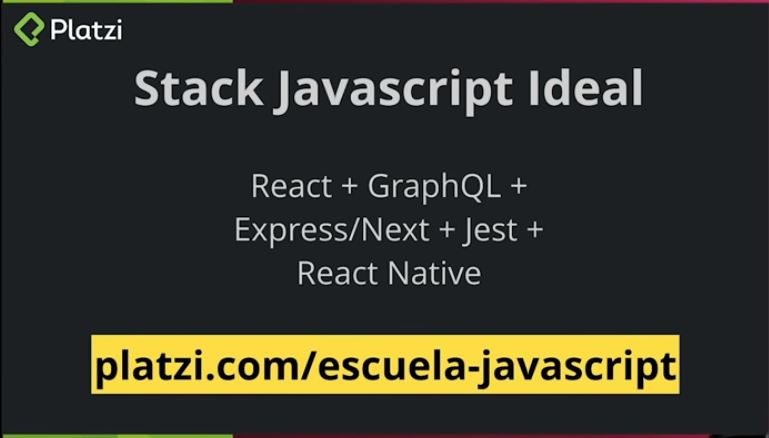 Platzi
Stack Javascript Ideal
React + GraphQL +
Express/Next + Jest +
React Native
platzi.com/escuela-javascript